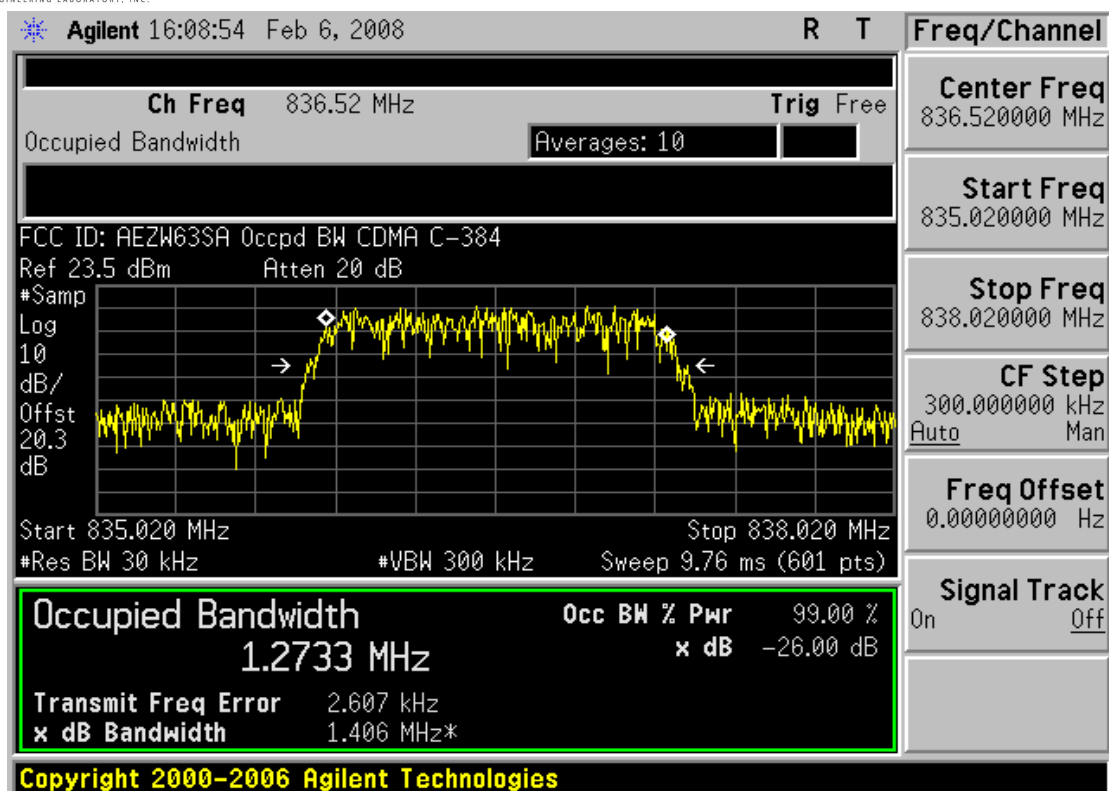 INEERING LABORATORY, INC.
Agilent 16:08:54 Feb 6, 2008 R T
Freq/Channel
Ch Freq 836.52 MHz Trig Free
Occupied Bandwidth Averages: 10
FCC ID: AEZW63SA Occpd BW CDMA C-384
Ref 23.5 dBm Atten 20 dB
#Samp
Log
10
dB/
Offst
20.3
dB
Start 835.020 MHz Stop 838.020 MHz
#Res BW 30 kHz #VBW 300 kHz Sweep 9.76 ms (601 pts)
Occupied Bandwidth Occ BW % Pwr 99.00 %
1.2733 MHz x dB -26.00 dB
Transmit Freq Error 2.607 kHz
x dB Bandwidth 1.406 MHz*
Center Freq
836.520000 MHz
Start Freq
835.020000 MHz
Stop Freq
838.020000 MHz
CF Step
300.000000 kHz
Auto Man
Freq Offset
0.00000000 Hz
Signal Track
On Off
Copyright 2000-2006 Agilent Technologies